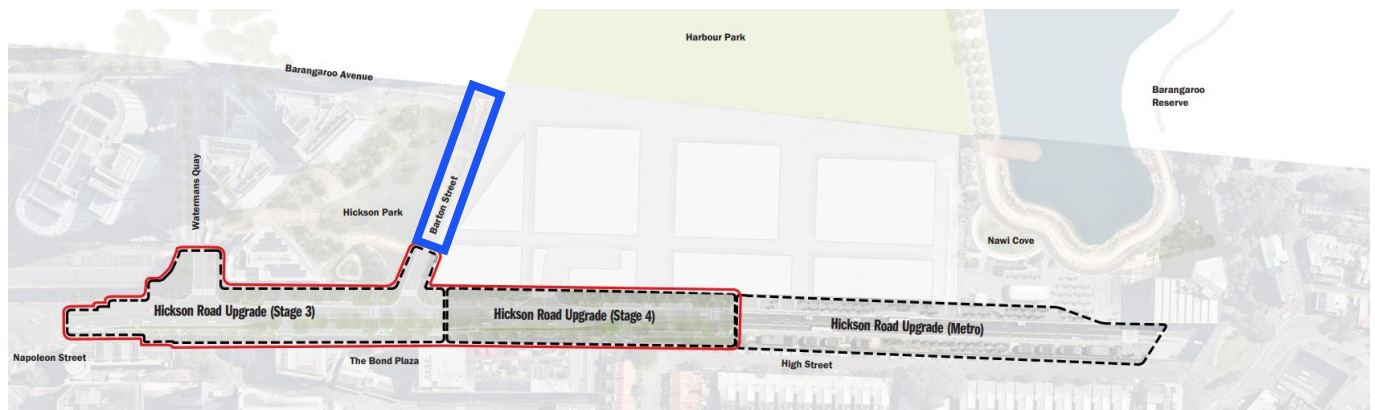 Harbour Park
Barangaroo Avenue
Barangaroo
Reserve
Watermans Quay
Barton Street
Hickson Park
Nawi Cove
Hickson Road Upgrade (Stage 3)
Hickson Road Upgrade (Stage 4)
Hickson Road Upgrade (Metro)
Napoleon Street
The Bond Plaza
High Street